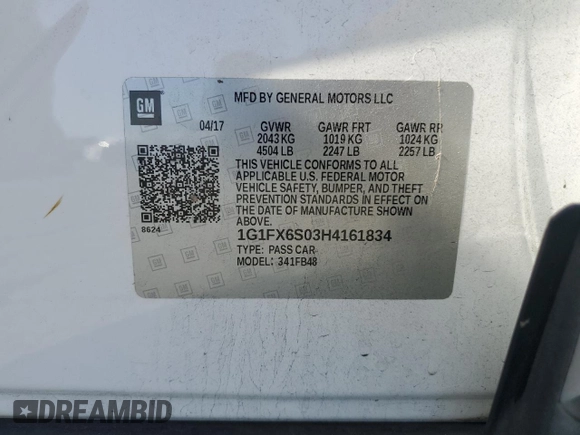 GM
MFD BY GENERAL MOTORS LLC
04/17 GVWR GAWR FRT GAWR RR
2043 KG 1019 KG 1024 KG
4504 LB 2247 LB 2257 LB
THIS VEHICLE CONFORMS TO ALL
APPLICABLE U.S. FEDERAL MOTOR
VEHICLE SAFETY, BUMPER, AND THEFT
PREVENTION STANDARDS IN EFFECT
ON THE DATE OF MANUFACTURE SHOWN
ABOVE.
8624
1G1FX6S03H4161834
TYPE: PASS CAR
MODEL: 341FB48
DREAMBID